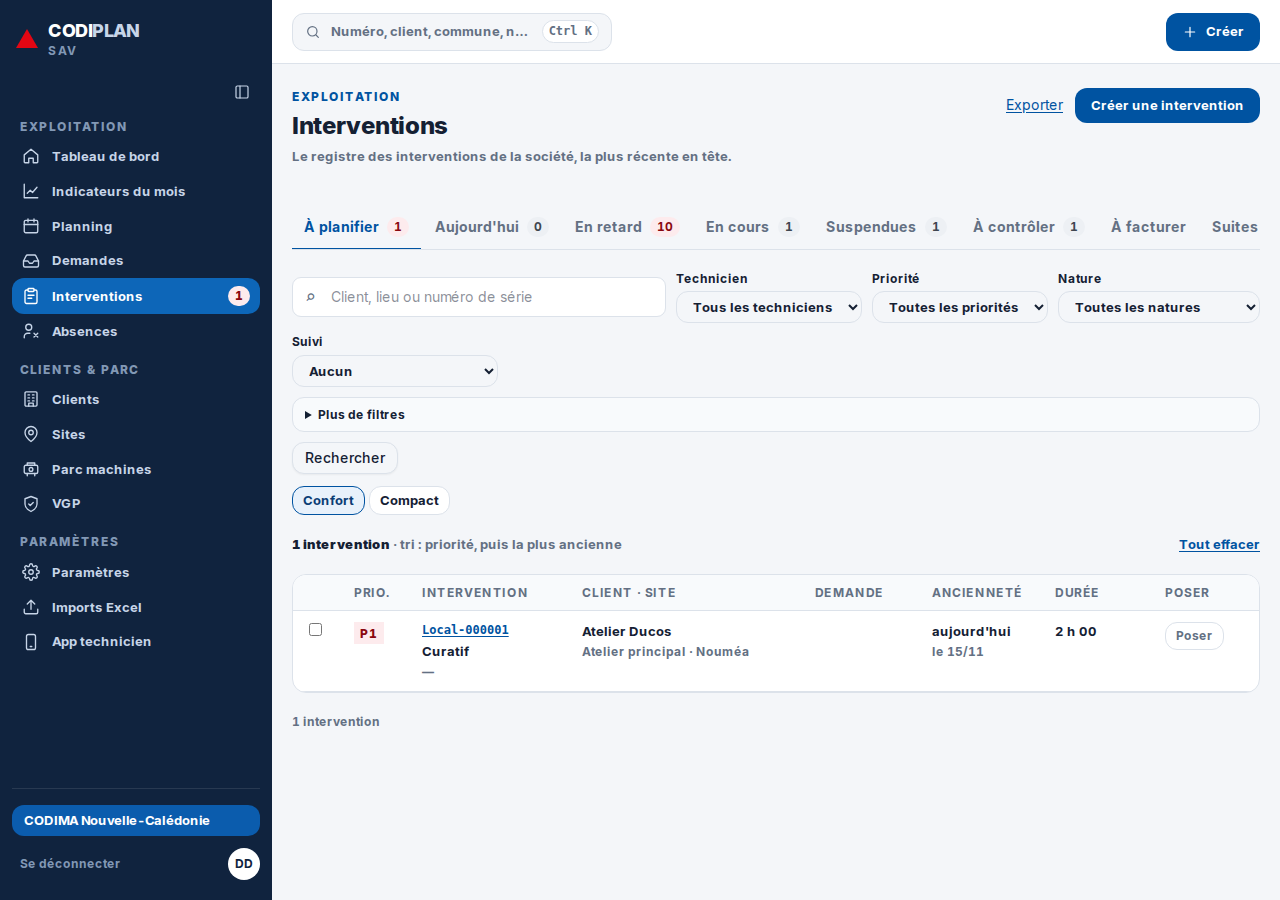 CODIPLAN
SAV
EXPLOITATION
Tableau de bord
Indicateurs du mois
Planning
Demandes
Interventions 1
Absences
CLIENTS & PARC
Clients
Sites
Parc machines
VGP
PARAMÈTRES
Paramètres
Imports Excel
App technicien
CODIMA Nouvelle-Calédonie
Se déconnecter DD
Numéro, client, commune, n… Ctrl K
Créer
EXPLOITATION
Interventions
Le registre des interventions de la société, la plus récente en tête.
Exporter Créer une intervention
À planifier 1 Aujourd'hui 0 En retard 10 En cours 1 Suspendues 1 À contrôler 1 À facturer Suites
Technicien Priorité Nature
Client, lieu ou numéro de série Tous les techniciens Toutes les priorités Toutes les natures
Suivi
Aucun
Plus de filtres
Rechercher
Confort Compact
1 intervention · tri : priorité, puis la plus ancienne Tout effacer
PRIO. INTERVENTION CLIENT · SITE DEMANDE ANCIENNETÉ DURÉE POSER
P1 Local-000001 Atelier Ducos aujourd'hui 2 h 00 Poser
Curatif Atelier principal · Nouméa le 15/11
—
1 intervention